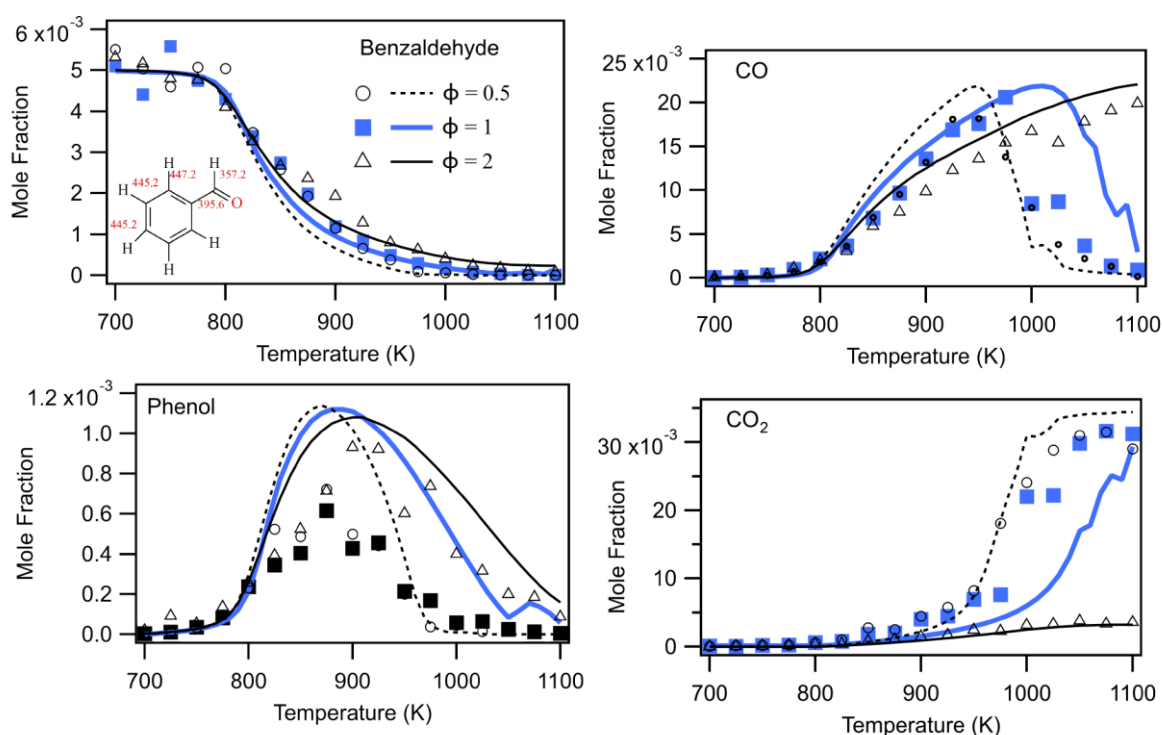 6 x10⁻³
5
4
3
2
1
0
Mole Fraction
Benzaldehyde
ϕ = 0.5
ϕ = 1
ϕ = 2
H H H 357.2
445.2 447.2
H 395.6 O
445.2
H H
H
700 800 900 1000 1100
Temperature (K)
25 x10⁻³
20
15
10
5
0
Mole Fraction
CO
700 800 900 1000 1100
Temperature (K)
1.2 x10⁻³
1.0
0.8
0.6
0.4
0.2
0.0
Mole Fraction
Phenol
700 800 900 1000 1100
Temperature (K)
30 x10⁻³
20
10
0
Mole Fraction
CO₂
700 800 900 1000 1100
Temperature (K)